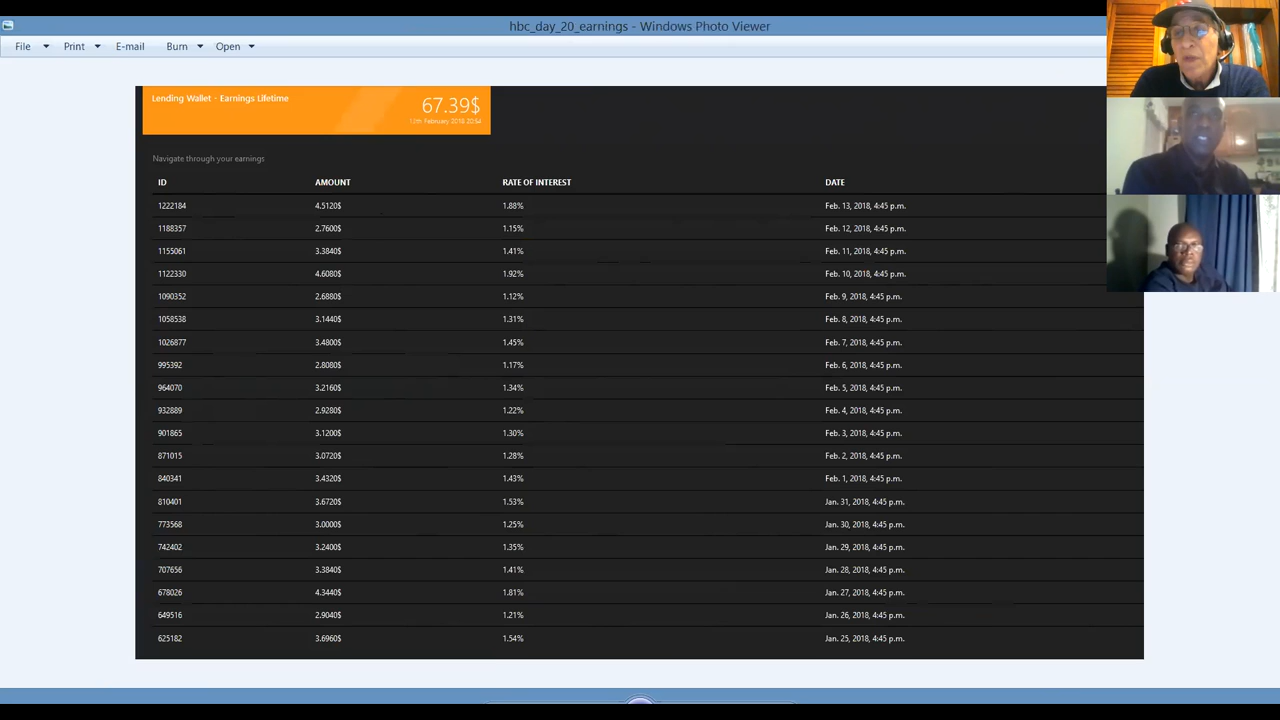 hbc_day_20_earnings - Windows Photo Viewer
File Print E-mail Burn Open
Lending Wallet - Earnings Lifetime
67.39$
13th February 2018 20:54
Navigate through your earnings
ID AMOUNT RATE OF INTEREST DATE
1222184 4.5120$ 1.88% Feb. 13, 2018, 4:45 p.m.
1188357 2.7600$ 1.15% Feb. 12, 2018, 4:45 p.m.
1155061 3.3840$ 1.41% Feb. 11, 2018, 4:45 p.m.
1122330 4.6080$ 1.92% Feb. 10, 2018, 4:45 p.m.
1090352 2.6880$ 1.12% Feb. 9, 2018, 4:45 p.m.
1058538 3.1440$ 1.31% Feb. 8, 2018, 4:45 p.m.
1026877 3.4800$ 1.45% Feb. 7, 2018, 4:45 p.m.
995392 2.8080$ 1.17% Feb. 6, 2018, 4:45 p.m.
964070 3.2160$ 1.34% Feb. 5, 2018, 4:45 p.m.
932889 2.9280$ 1.22% Feb. 4, 2018, 4:45 p.m.
901865 3.1200$ 1.30% Feb. 3, 2018, 4:45 p.m.
871015 3.0720$ 1.28% Feb. 2, 2018, 4:45 p.m.
840341 3.4320$ 1.43% Feb. 1, 2018, 4:45 p.m.
810401 3.6720$ 1.53% Jan. 31, 2018, 4:45 p.m.
773568 3.0000$ 1.25% Jan. 30, 2018, 4:45 p.m.
742402 3.2400$ 1.35% Jan. 29, 2018, 4:45 p.m.
707656 3.3840$ 1.41% Jan. 28, 2018, 4:45 p.m.
678026 4.3440$ 1.81% Jan. 27, 2018, 4:45 p.m.
649516 2.9040$ 1.21% Jan. 26, 2018, 4:45 p.m.
625182 3.6960$ 1.54% Jan. 25, 2018, 4:45 p.m.